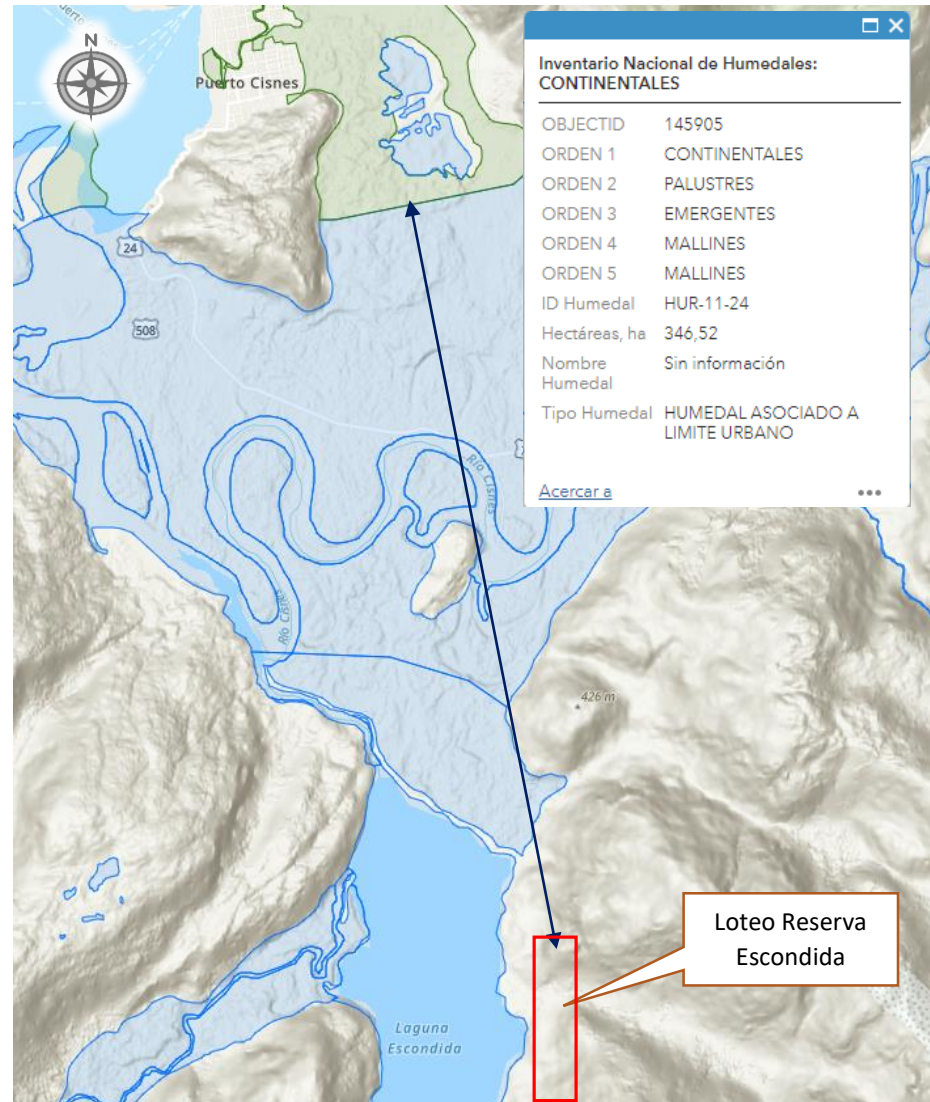 N
Puerto Cisnes
24
508
Río Cisnes
Río Cisnes
426 m
Laguna
Escondida
Loteo Reserva
Escondida
Inventario Nacional de Humedales:
CONTINENTALES
OBJECTID 145905
ORDEN 1 CONTINENTALES
ORDEN 2 PALUSTRES
ORDEN 3 EMERGENTES
ORDEN 4 MALLINES
ORDEN 5 MALLINES
ID Humedal HUR-11-24
Hectáreas, ha 346,52
Nombre Sin información
Humedal
Tipo Humedal HUMEDAL ASOCIADO A
LIMITE URBANO
Acercar a